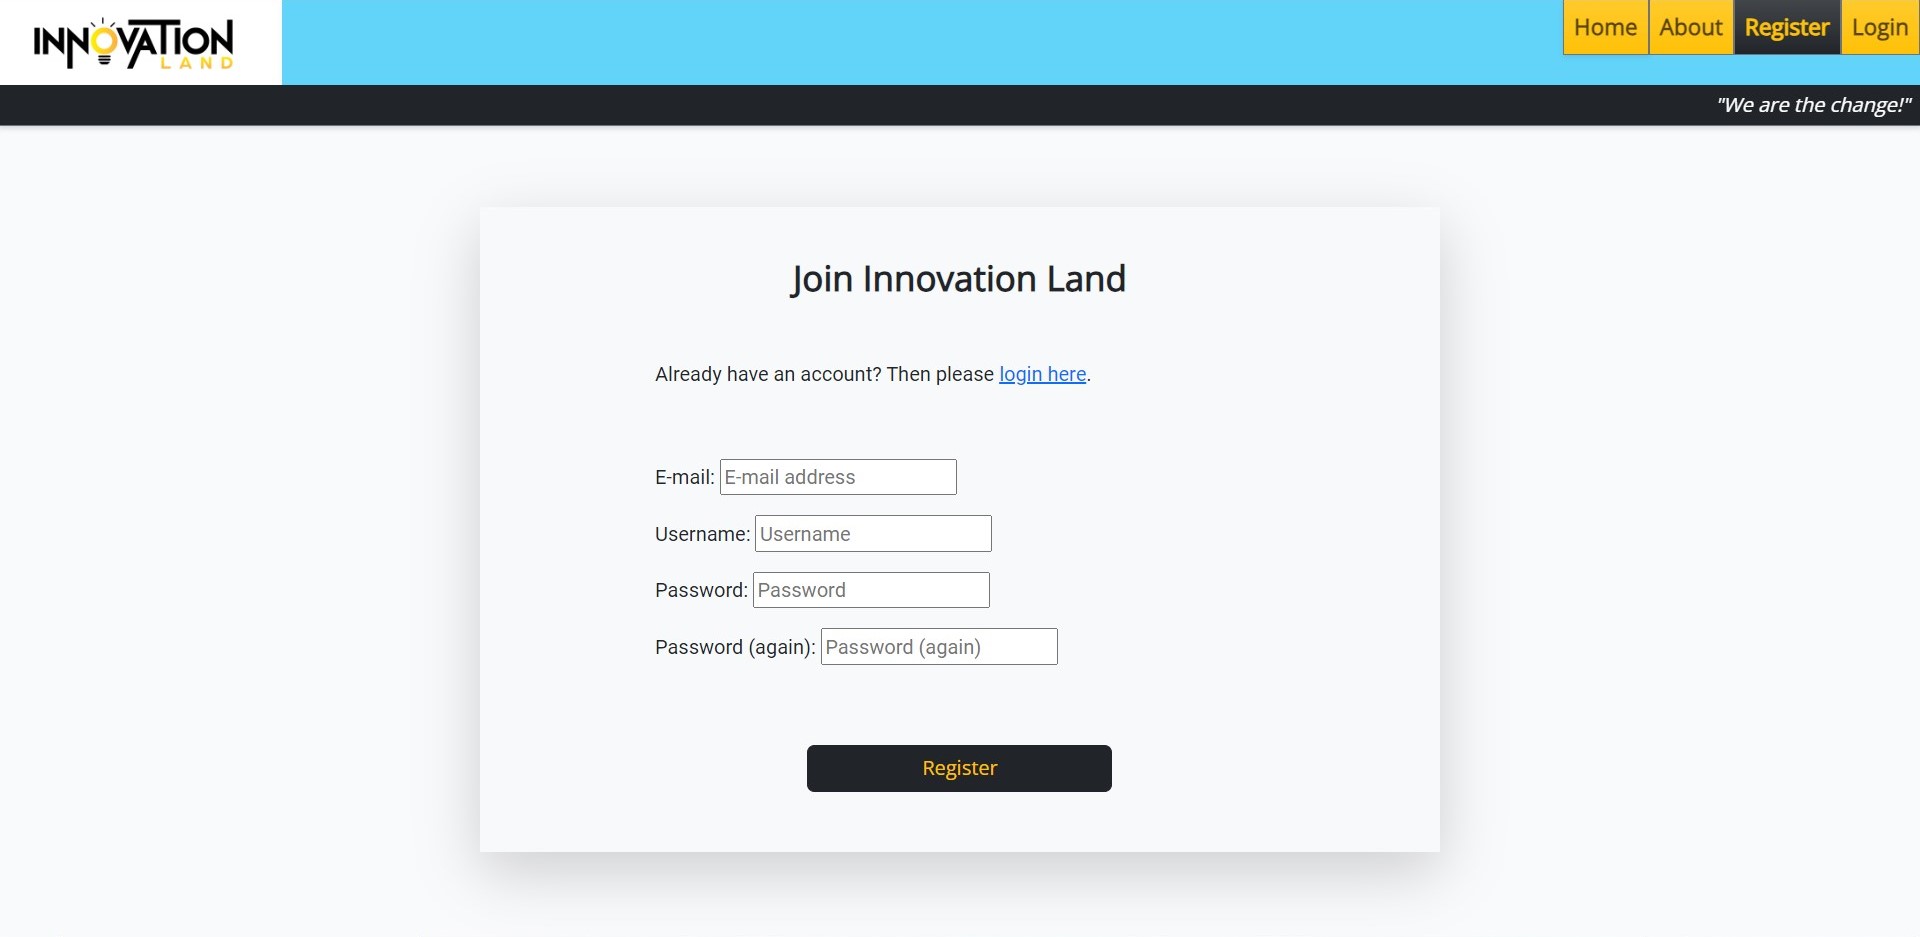 INNOVATION
LAND
Home About Register Login
"We are the change!"
Join Innovation Land
Already have an account? Then please login here.
E-mail: E-mail address
Username: Username
Password: Password
Password (again): Password (again)
Register